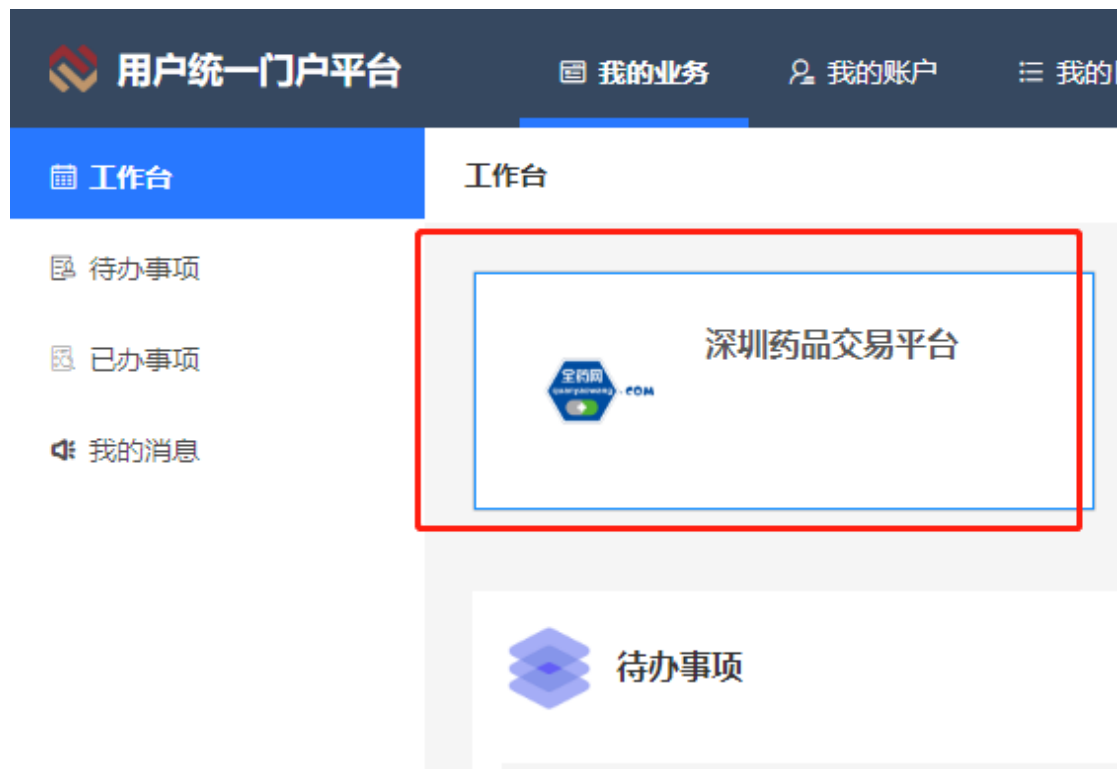 用户统一门户平台
我的业务
我的账户
我的
工作台
待办事项
已办事项
我的消息
工作台
深圳药品交易平台
全药网
quanyaowang
.COM
待办事项